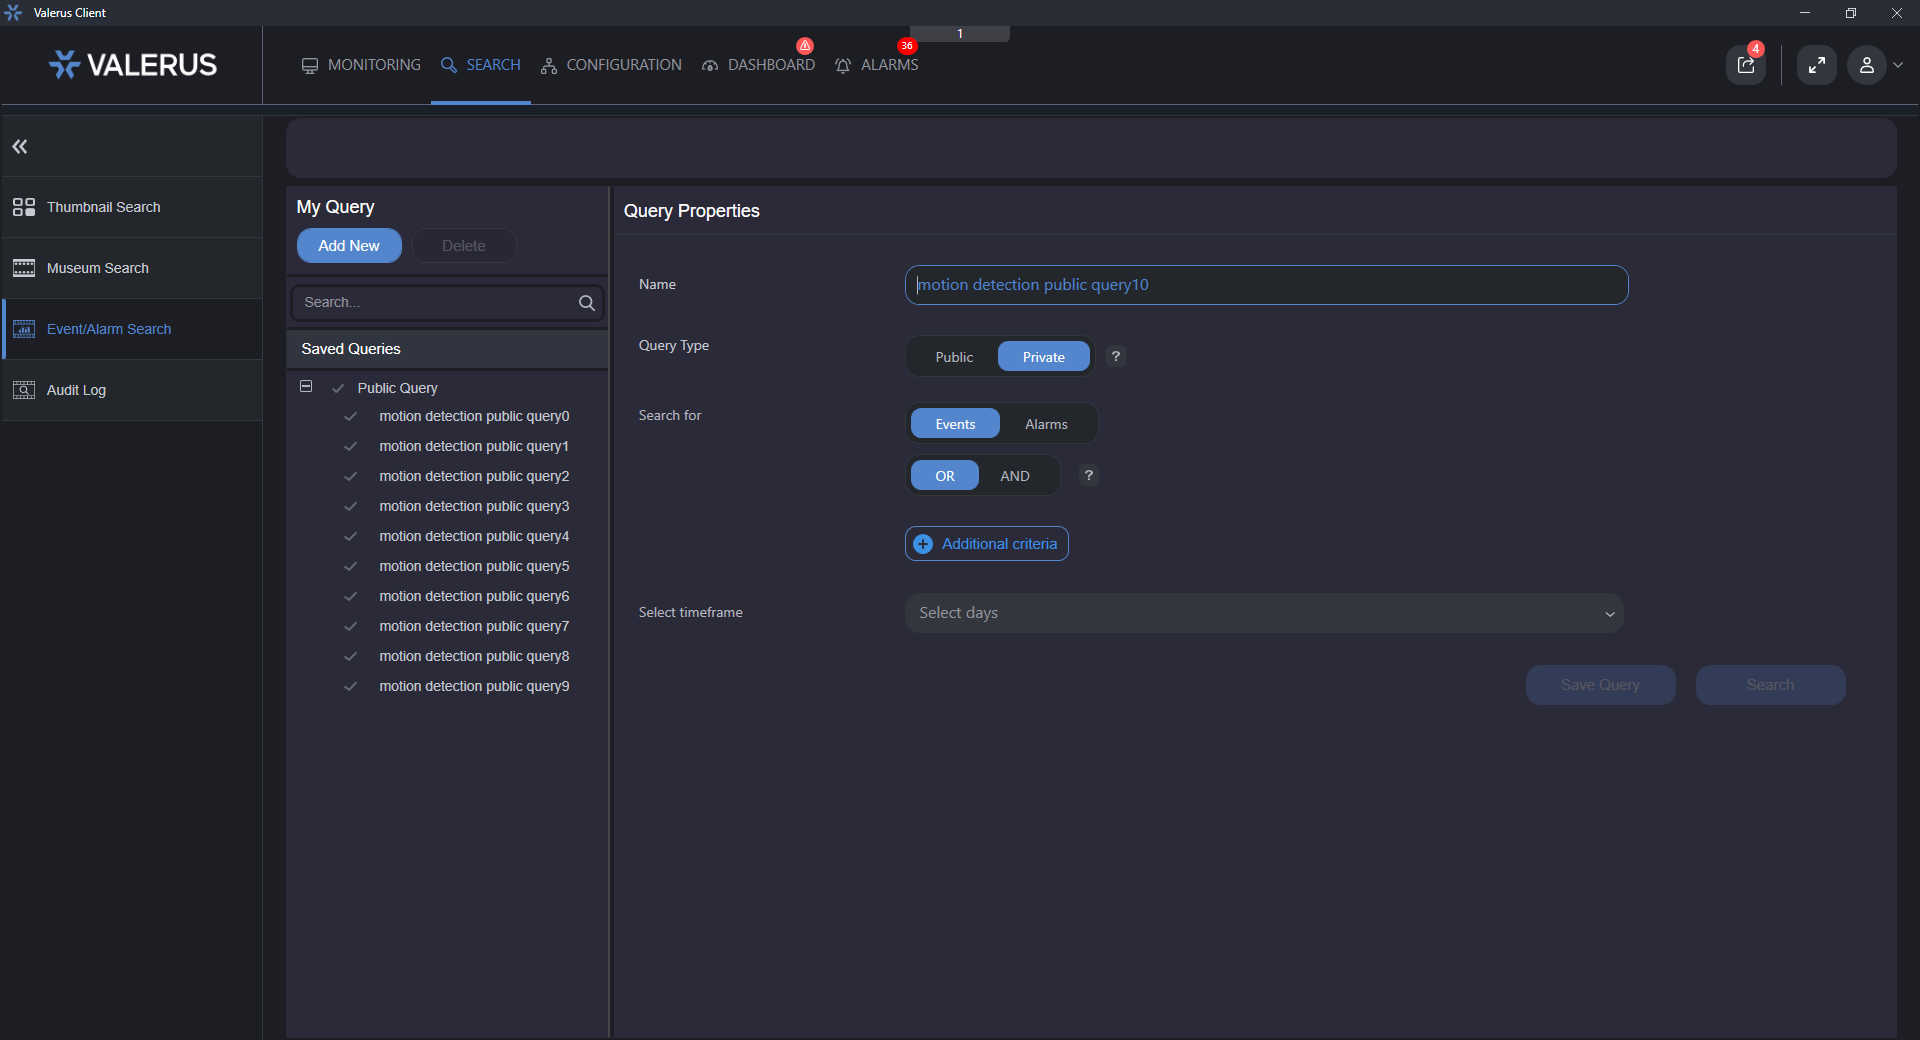 Valerus Client
1
VALERUS
MONITORING
SEARCH
CONFIGURATION
DASHBOARD
36
ALARMS
4
Thumbnail Search
Museum Search
Event/Alarm Search
Audit Log
My Query
Add New
Delete
Search...
Saved Queries
Public Query
motion detection public query0
motion detection public query1
motion detection public query2
motion detection public query3
motion detection public query4
motion detection public query5
motion detection public query6
motion detection public query7
motion detection public query8
motion detection public query9
Query Properties
Name
motion detection public query10
Query Type
Public
Private
?
Search for
Events
Alarms
OR
AND
?
Additional criteria
Select timeframe
Select days
Save Query
Search